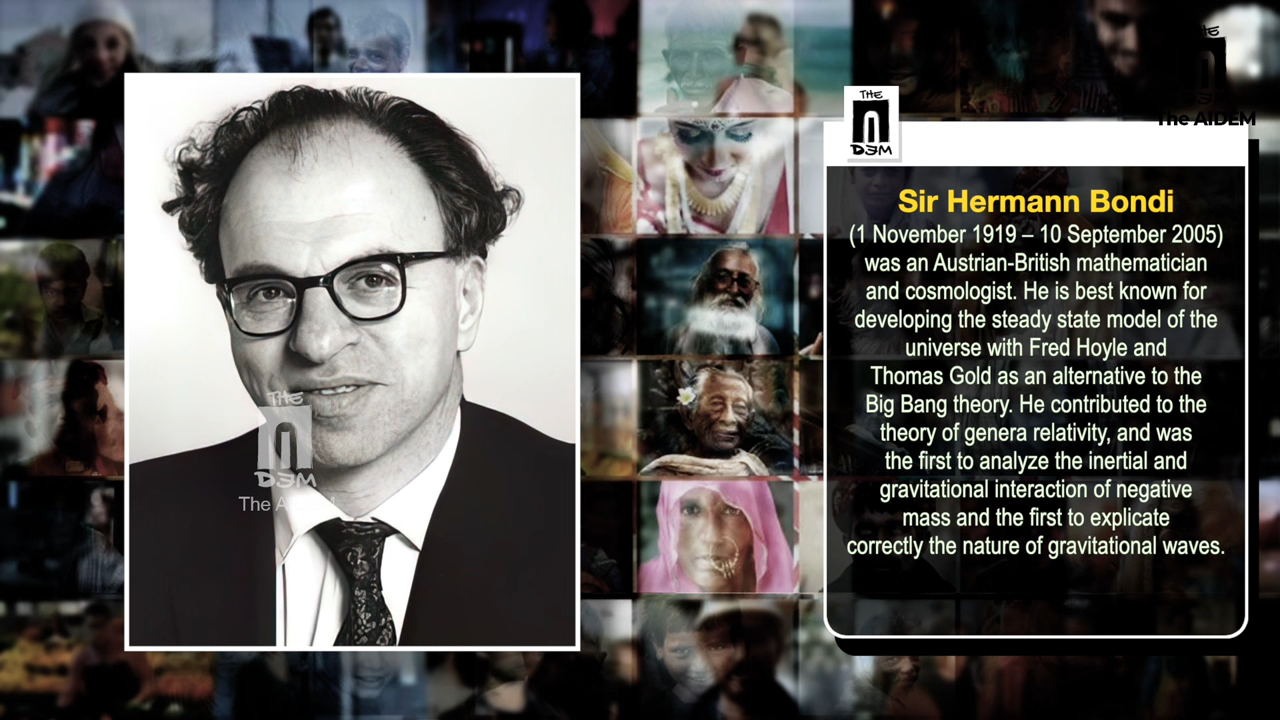 THE
The AIDEM
THE
DƎM
Sir Hermann Bondi
(1 November 1919 – 10 September 2005)
was an Austrian-British mathematician
and cosmologist. He is best known for
developing the steady state model of the
universe with Fred Hoyle and
Thomas Gold as an alternative to the
Big Bang theory. He contributed to the
theory of genera relativity, and was
the first to analyze the inertial and
gravitational interaction of negative
mass and the first to explicate
correctly the nature of gravitational waves.
THE
DƎM
The A